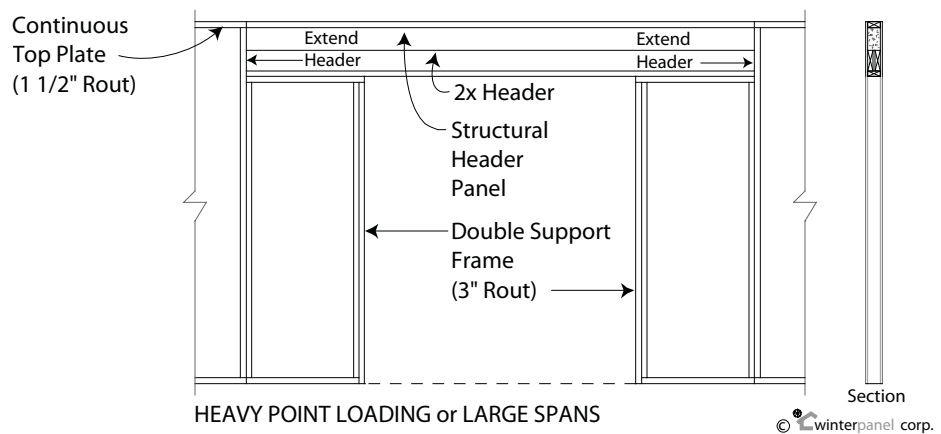 Continuous
Top Plate
(1 1/2" Rout)
Extend
Header
Extend
Header
2x Header
Structural
Header
Panel
Double Support
Frame
(3" Rout)
Section
HEAVY POINT LOADING or LARGE SPANS
© winterpanel corp.